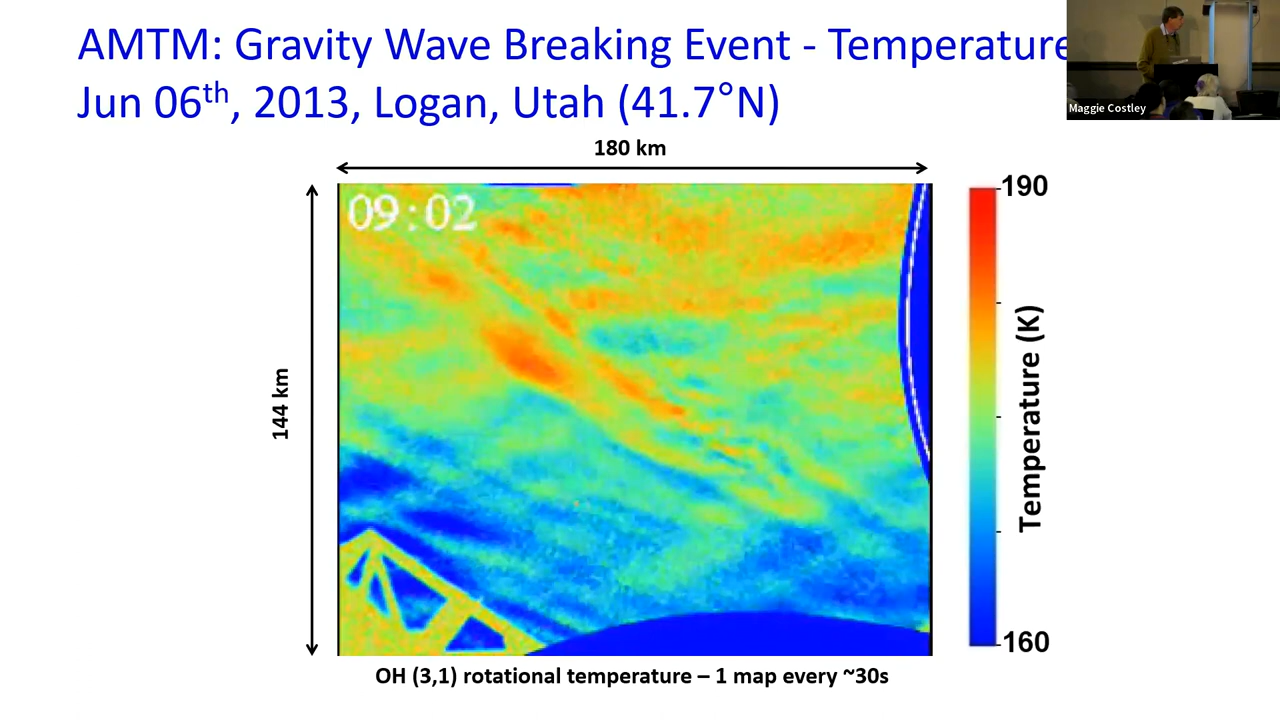 AMTM: Gravity Wave Breaking Event - Temperature
Jun 06th, 2013, Logan, Utah (41.7°N)
Maggie Costley
180 km
09:02
190
144 km
Temperature (K)
160
OH (3,1) rotational temperature – 1 map every ~30s